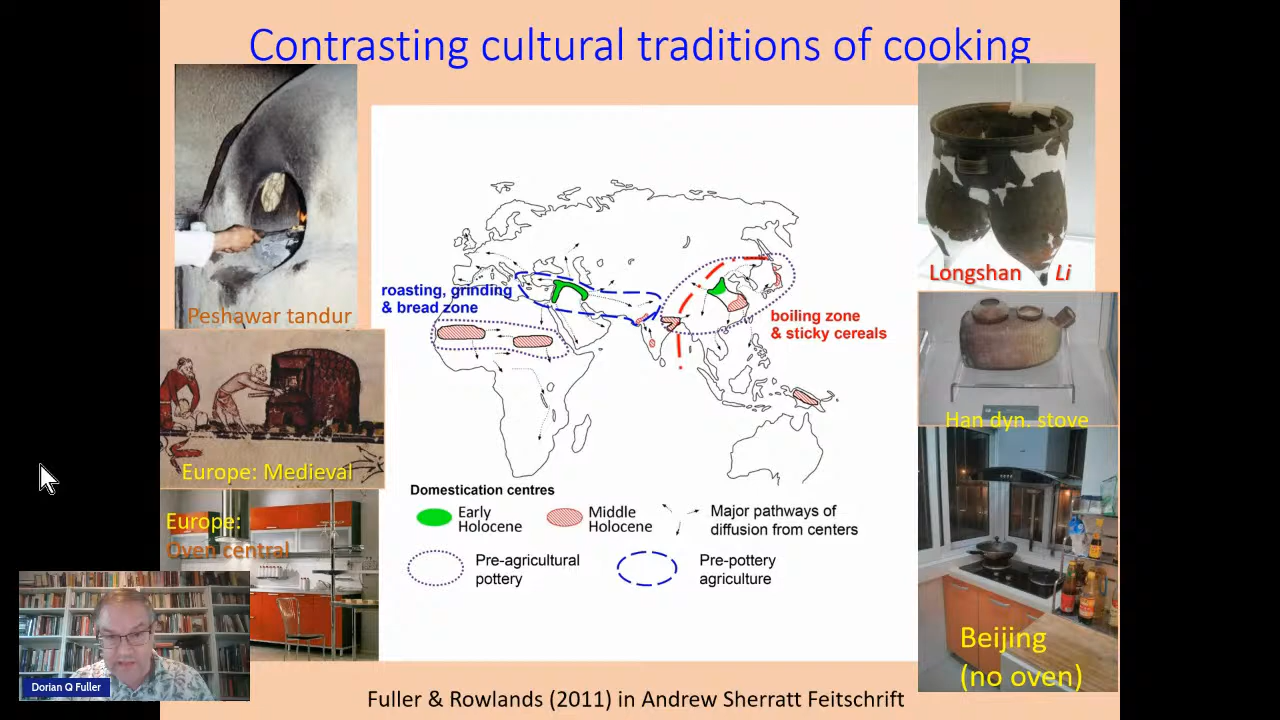 Contrasting cultural traditions of cooking
Peshawar tandur
Europe: Medieval
Europe:
Oven central
roasting, grinding
& bread zone
boiling zone
& sticky cereals
Domestication centres
Early
Holocene
Middle
Holocene
Major pathways of
diffusion from centers
Pre-agricultural
pottery
Pre-pottery
agriculture
Longshan Li
Han dyn. stove
Beijing
(no oven)
Dorian Q Fuller
Fuller & Rowlands (2011) in Andrew Sherratt Feitschrift